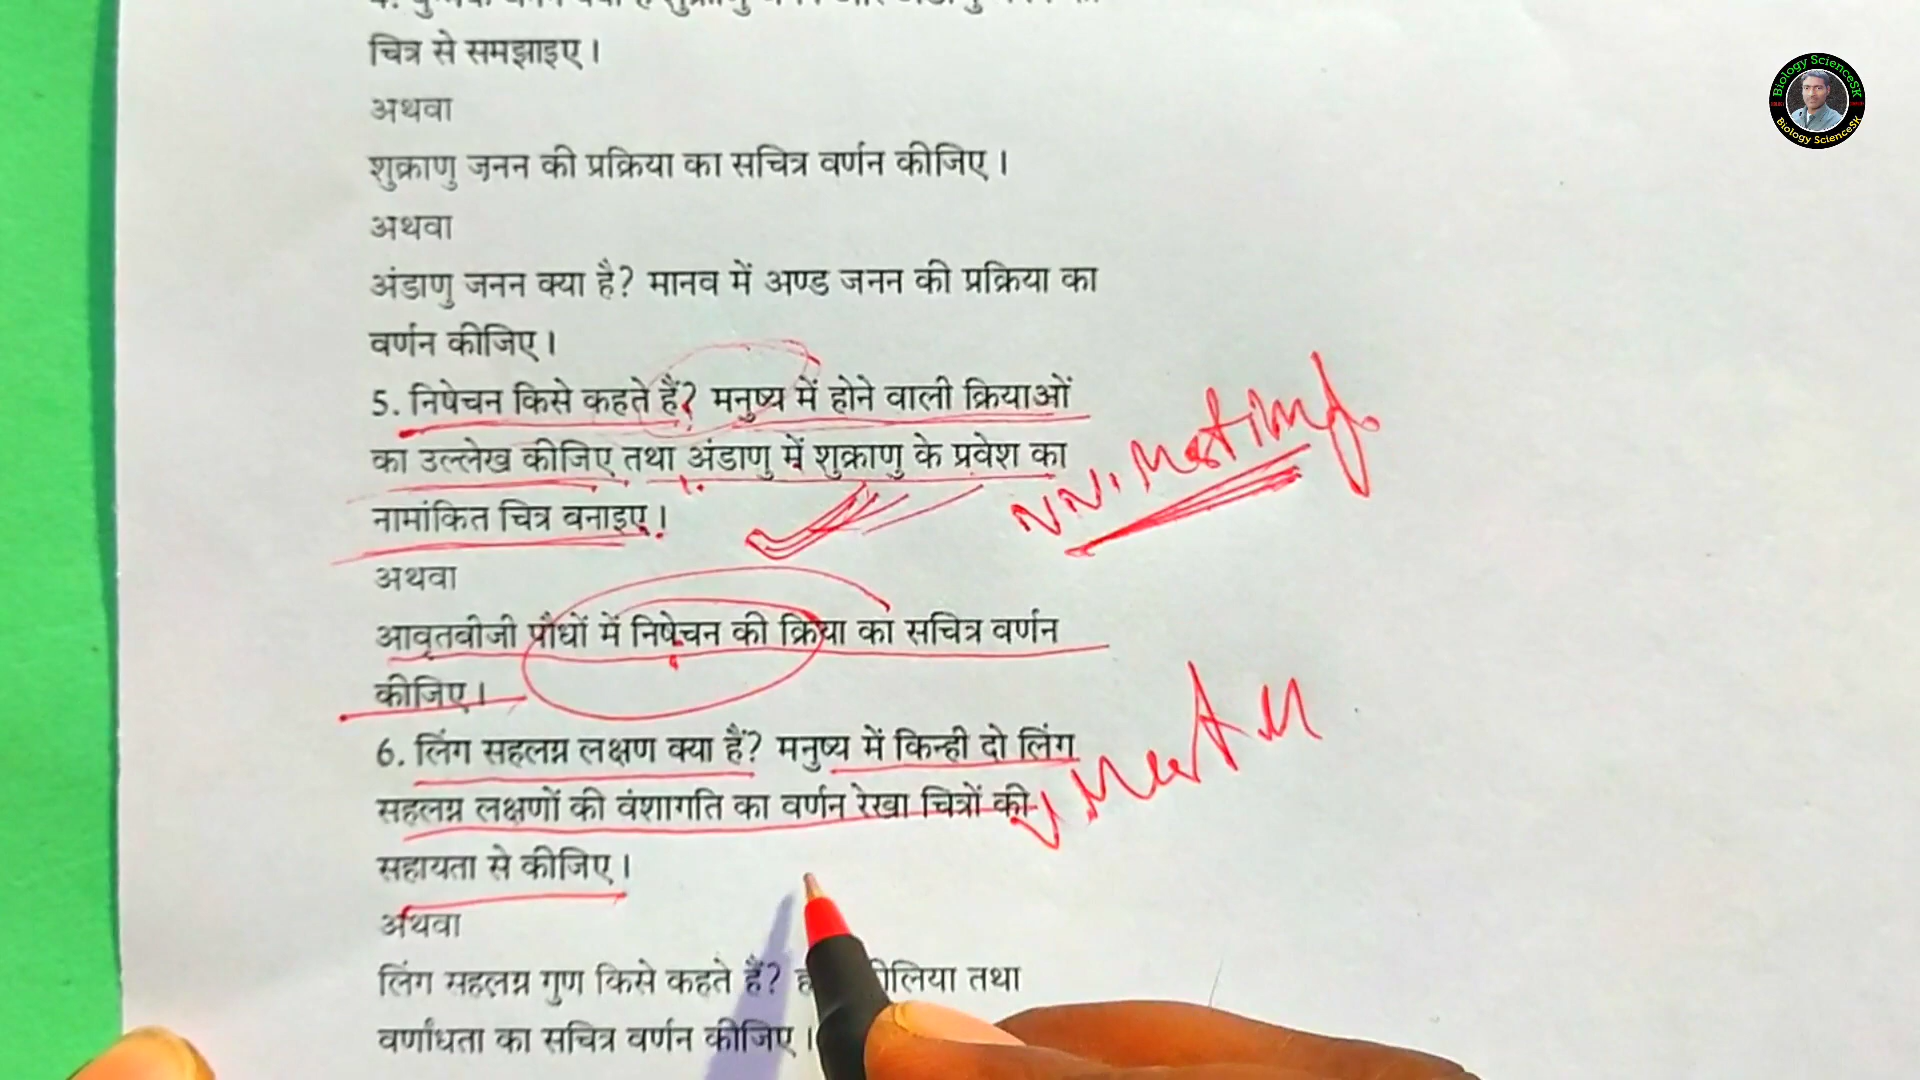 चित्र से समझाइए।
अथवा
शुक्राणु जनन की प्रक्रिया का सचित्र वर्णन कीजिए।
अथवा
अंडाणु जनन क्या है? मानव में अण्ड जनन की प्रक्रिया का
वर्णन कीजिए।
5. निषेचन किसे कहते हैं? मनुष्य में होने वाली क्रियाओं
का उल्लेख कीजिए तथा अंडाणु में शुक्राणु के प्रवेश का
नामांकित चित्र बनाइए!
अथवा
आवृतबीजी पौधों में निषेचन की क्रिया का सचित्र वर्णन
कीजिए।
6. लिंग सहलग्न लक्षण क्या हैं? मनुष्य में किन्ही दो लिंग
सहलग्न लक्षणों की वंशागति का वर्णन रेखा चित्रों की
सहायता से कीजिए।
अथवा
लिंग सहलग्न गुण किसे कहते हैं? तथा
वर्णांधता का सचित्र वर्णन कीजिए।
Biology ScienceSK
Biology ScienceSK